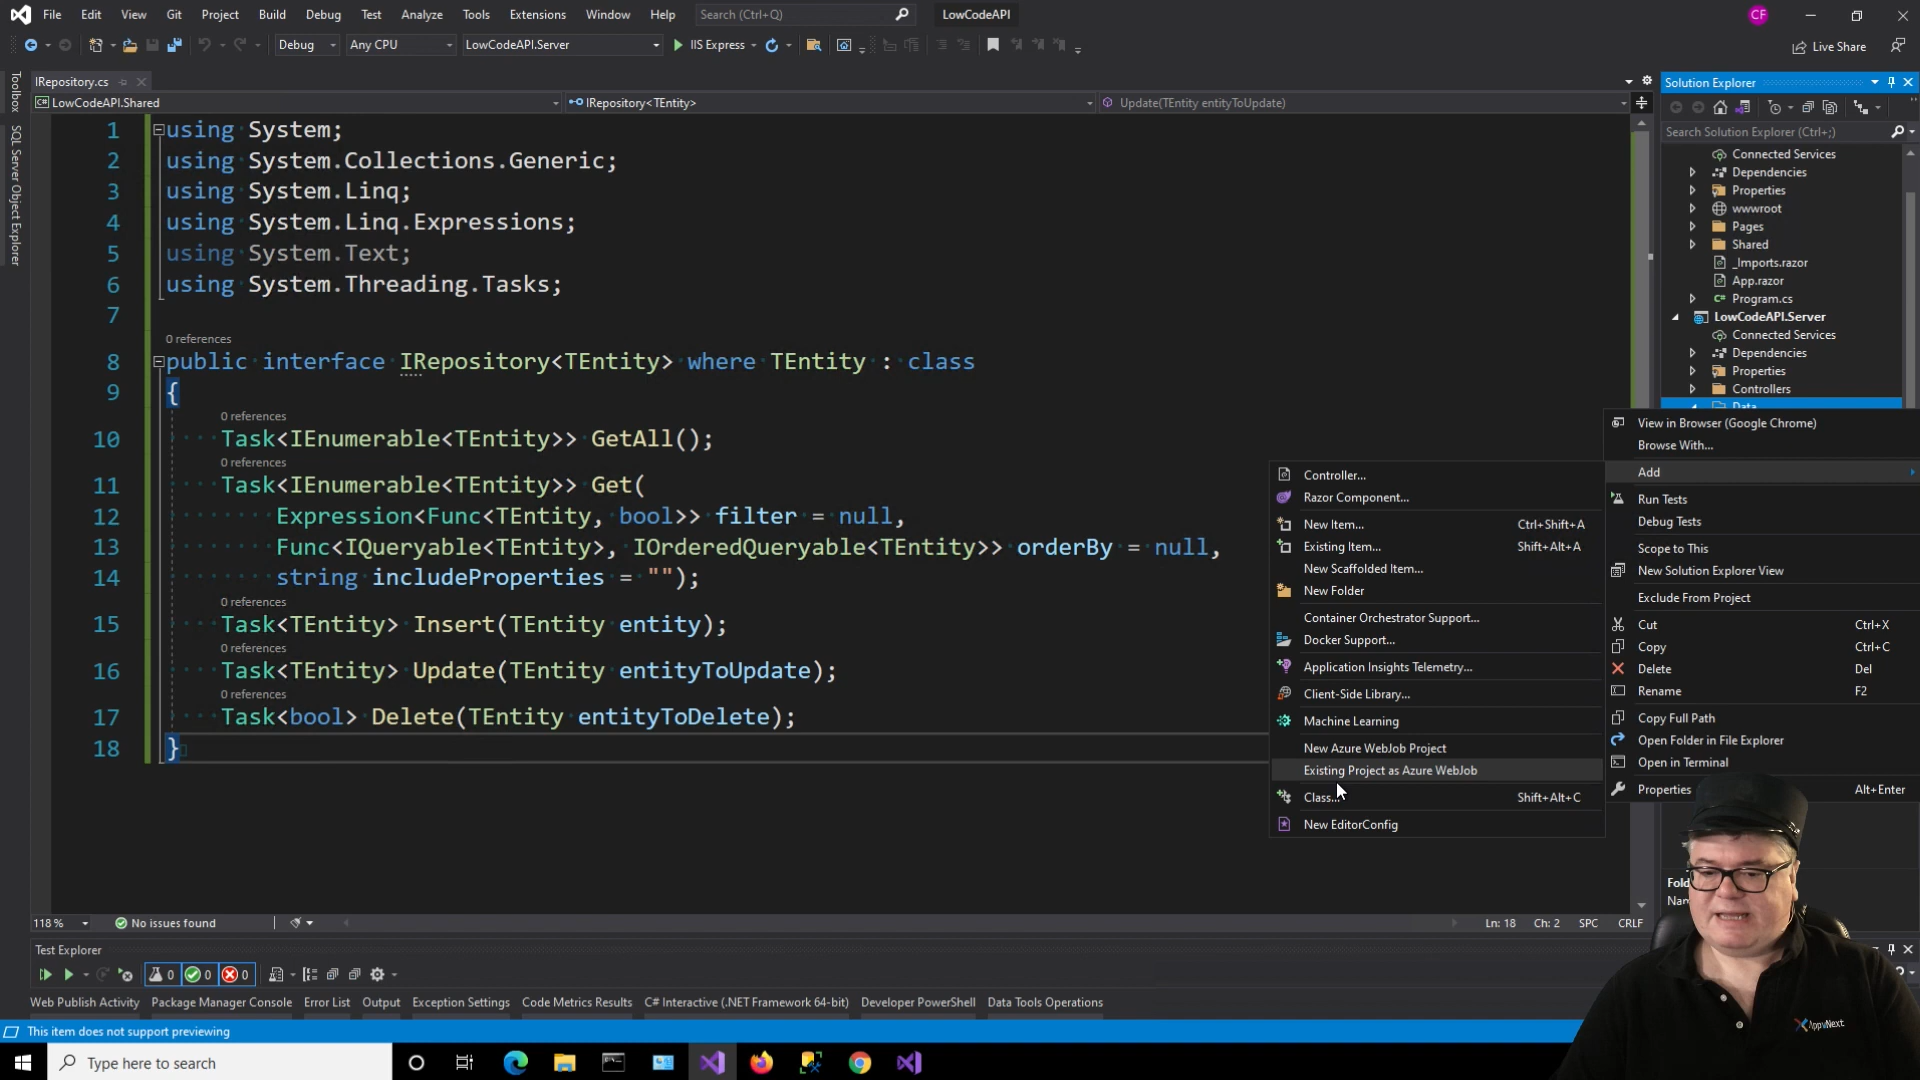 File Edit View Git Project Build Debug Test Analyze Tools Extensions Window Help Search (Ctrl+Q) LowCodeAPI CF
Debug Any CPU LowCodeAPI.Server IIS Express Live Share
Toolbox
SQL Server Object Explorer
IRepository.cs
LowCodeAPI.Shared IRepository<TEntity> Update(TEntity entityToUpdate)
1 using System;
2 using System.Collections.Generic;
3 using System.Linq;
4 using System.Linq.Expressions;
5 using System.Text;
6 using System.Threading.Tasks;
7
0 references
8 public interface IRepository<TEntity> where TEntity : class
9 {
0 references
10 Task<IEnumerable<TEntity>> GetAll();
0 references
11 Task<IEnumerable<TEntity>> Get(
12 Expression<Func<TEntity, bool>> filter = null,
13 Func<IQueryable<TEntity>, IOrderedQueryable<TEntity>> orderBy = null,
14 string includeProperties = "");
0 references
15 Task<TEntity> Insert(TEntity entity);
0 references
16 Task<TEntity> Update(TEntity entityToUpdate);
0 references
17 Task<bool> Delete(TEntity entityToDelete);
18 }
Solution Explorer
Search Solution Explorer (Ctrl+;)
Connected Services
Dependencies
Properties
wwwroot
Pages
Shared
_Imports.razor
App.razor
C# Program.cs
LowCodeAPI.Server
Connected Services
Dependencies
Properties
Controllers
Data
View in Browser (Google Chrome)
Browse With...
Add
Run Tests
Debug Tests
Scope to This
New Solution Explorer View
Exclude From Project
Cut Ctrl+X
Copy Ctrl+C
Delete Del
Rename F2
Copy Full Path
Open Folder in File Explorer
Open in Terminal
Properties Alt+Enter
Controller...
Razor Component...
New Item... Ctrl+Shift+A
Existing Item... Shift+Alt+A
New Scaffolded Item...
New Folder
Container Orchestrator Support...
Docker Support...
Application Insights Telemetry...
Client-Side Library...
Machine Learning
New Azure WebJob Project
Existing Project as Azure WebJob
Class... Shift+Alt+C
New EditorConfig
118 % No issues found Ln: 18 Ch: 2 SPC CRLF
Test Explorer
0 0 0
Web Publish Activity Package Manager Console Error List Output Exception Settings Code Metrics Results C# Interactive (.NET Framework 64-bit) Developer PowerShell Data Tools Operations
This item does not support previewing
Type here to search
AppvNext